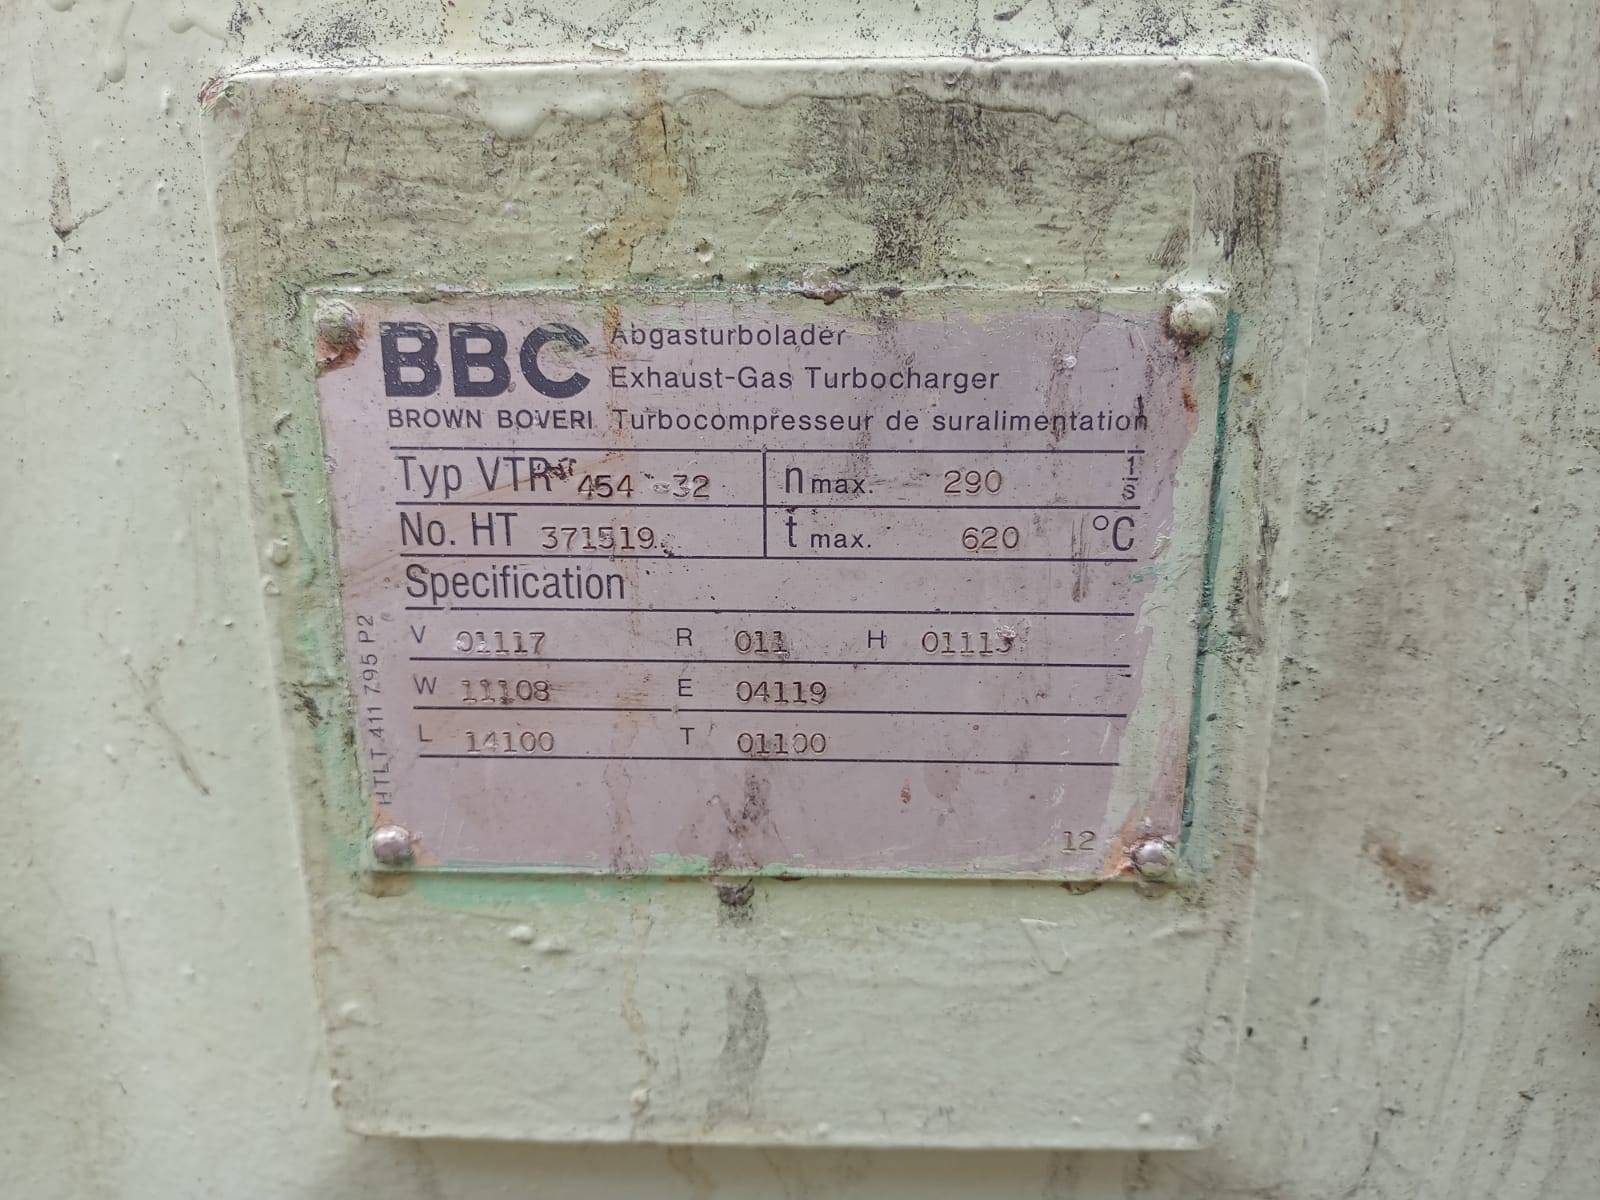 BBC Abgasturbolader
Exhaust-Gas Turbocharger
BROWN BOVERI Turbocompresseur de suralimentation
Typ VTR 454 -32 n max. 290 1/s
No. HT 371519 t max. 620 °C
Specification
V 01117 R 011 H 01113
W 11108 E 04119
L 14100 T 01100
HTLT 411 795 P2
12